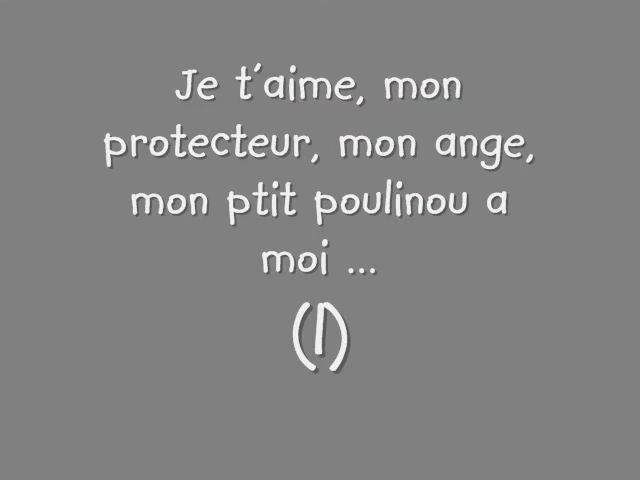 Je t'aime, mon
protecteur, mon ange,
mon ptit poulinou a
moi ...
(l)